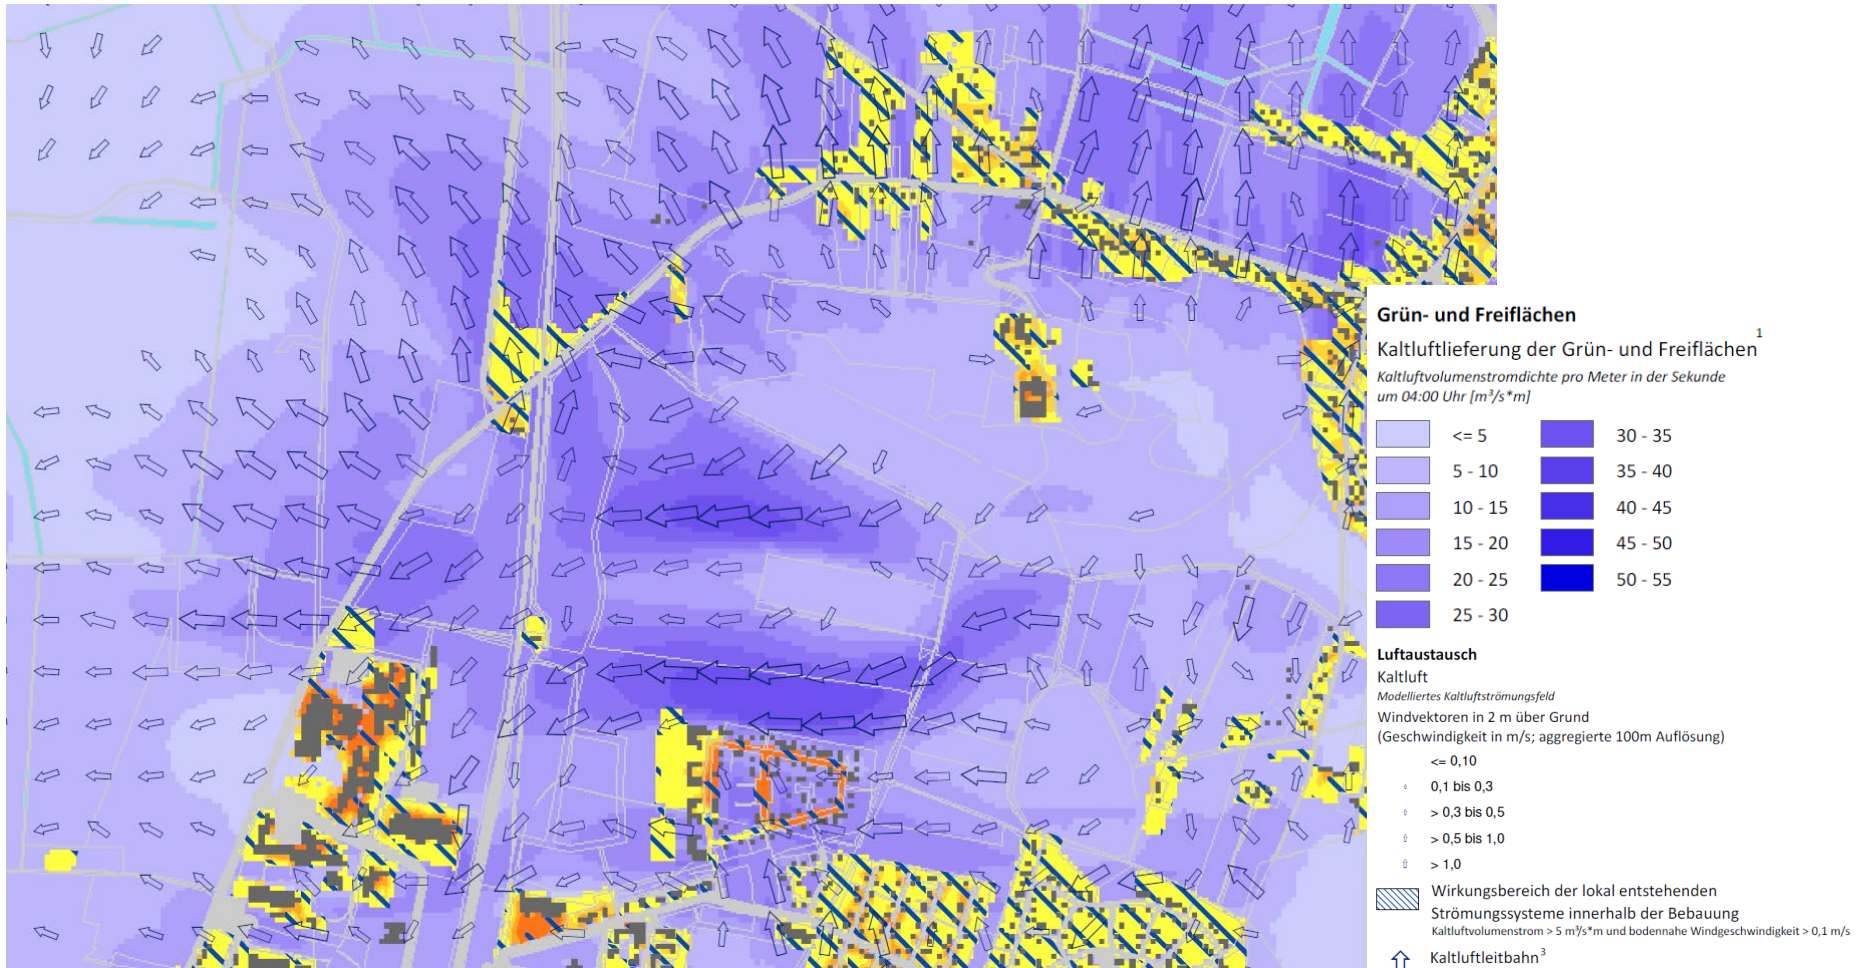 Grün- und Freiflächen
Kaltluftlieferung der Grün- und Freiflächen1
Kaltluftvolumenstromdichte pro Meter in der Sekunde
um 04:00 Uhr [m³/s*m]
<= 5 30 - 35
5 - 10 35 - 40
10 - 15 40 - 45
15 - 20 45 - 50
20 - 25 50 - 55
25 - 30
Luftaustausch
Kaltluft
Modelliertes Kaltluftströmungsfeld
Windvektoren in 2 m über Grund
(Geschwindigkeit in m/s; aggregierte 100m Auflösung)
<= 0,10
0,1 bis 0,3
> 0,3 bis 0,5
> 0,5 bis 1,0
> 1,0
Wirkungsbereich der lokal entstehenden
Strömungssysteme innerhalb der Bebauung
Kaltluftvolumenstrom > 5 m³/s*m und bodennahe Windgeschwindigkeit > 0,1 m/s
Kaltluftleitbahn3